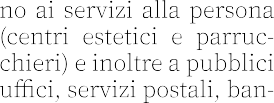 no ai servizi alla persona
(centri estetici e parruc-
chieri) e inoltre a pubblici
uffici, servizi postali, ban-